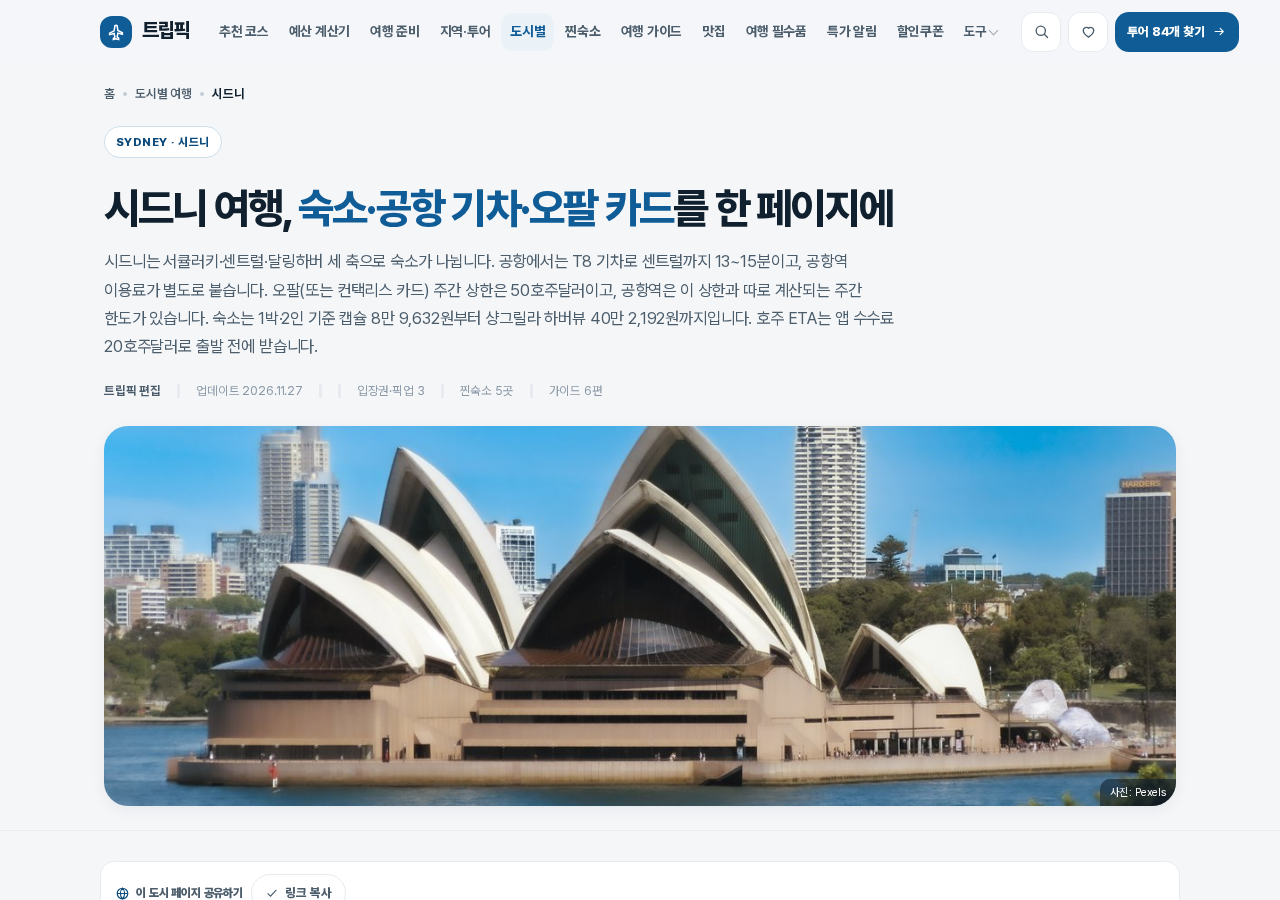 트립픽
추천 코스
예산 계산기
여행 준비
지역·투어
도시별
찐숙소
여행 가이드
맛집
여행 필수품
특가 알림
할인쿠폰
도구
투어 84개 찾기
홈
도시별 여행
시드니
SYDNEY · 시드니
시드니 여행, 숙소·공항 기차·오팔 카드를 한 페이지에
시드니는 서큘러키·센트럴·달링하버 세 축으로 숙소가 나뉩니다. 공항에서는 T8 기차로 센트럴까지 13~15분이고, 공항역
이용료가 별도로 붙습니다. 오팔(또는 컨택리스 카드) 주간 상한은 50호주달러이고, 공항역은 이 상한과 따로 계산되는 주간
한도가 있습니다. 숙소는 1박·2인 기준 캡슐 8만 9,632원부터 샹그릴라 하버뷰 40만 2,192원까지입니다. 호주 ETA는 앱 수수료
20호주달러로 출발 전에 받습니다.
트립픽 편집
업데이트 2026.11.27
입장권·픽업 3
찐숙소 5곳
가이드 6편
HARDERS
사진: Pexels
이 도시 페이지 공유하기
링크 복사